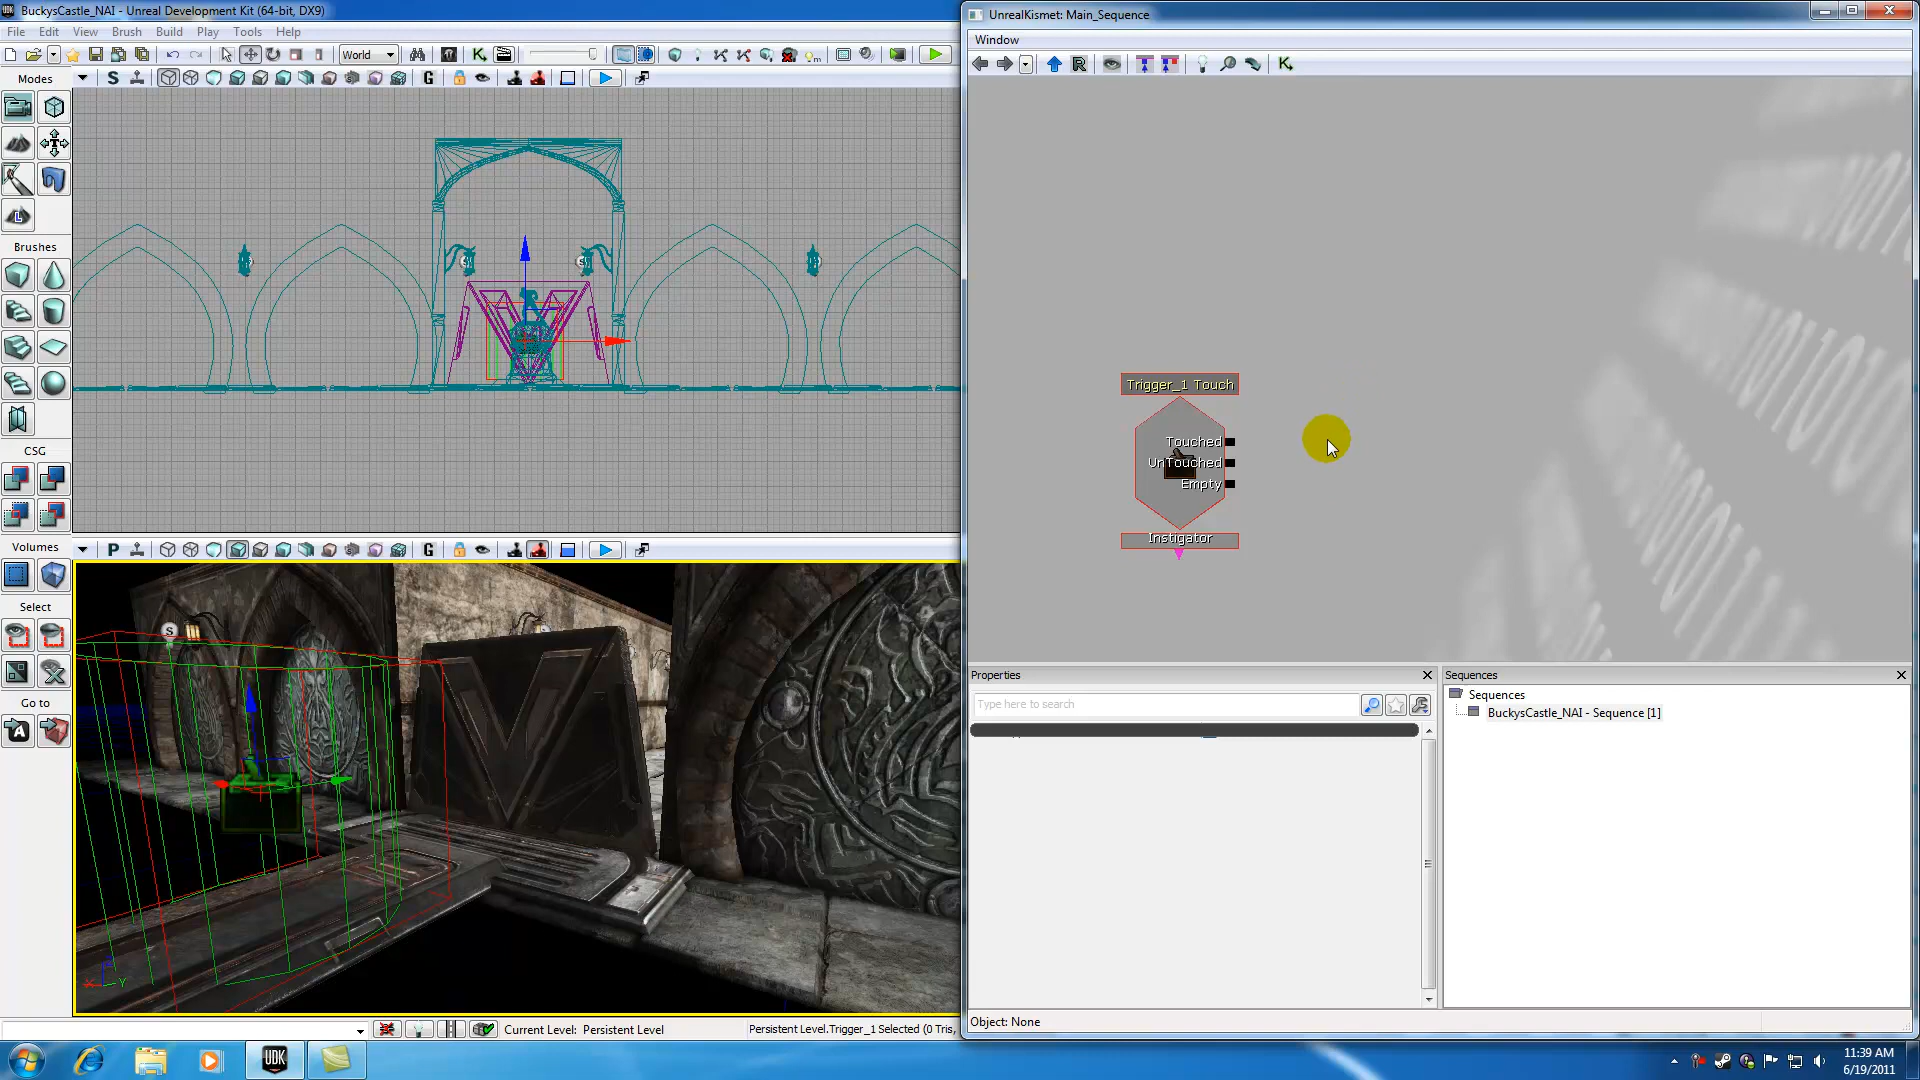 BuckysCastle_NAI - Unreal Development Kit (64-bit, DX9)
File Edit View Brush Build Play Tools Help
World
Modes
S
G
L
Brushes
CSG
Volumes
Select
Go to
A
P
G
S
X
Y
Current Level: Persistent Level
Persistent Level.Trigger_1 Selected (0 Tris,
UnrealKismet: Main_Sequence
Window
R
K
Trigger_1 Touch
Touched
UnTouched
Empty
Instigator
Properties
Type here to search
Sequences
Sequences
BuckysCastle_NAI - Sequence [1]
Object: None
UDK
11:39 AM
6/19/2011